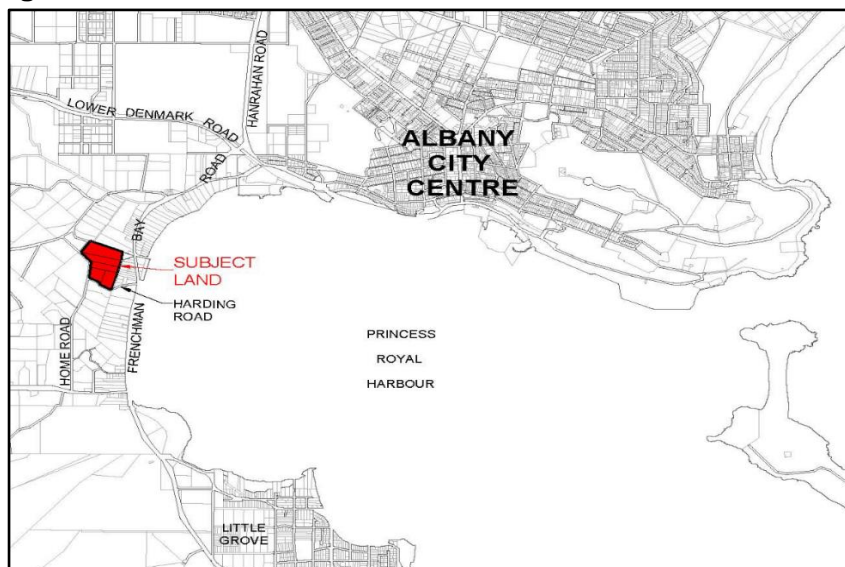 LOWER DENMARK ROAD
HANRAHAN ROAD
ALBANY
CITY
CENTRE
ROAD
BAY
FRENCHMAN
SUBJECT
LAND
HARDING
ROAD
HOME ROAD
PRINCESS
ROYAL
HARBOUR
LITTLE
GROVE